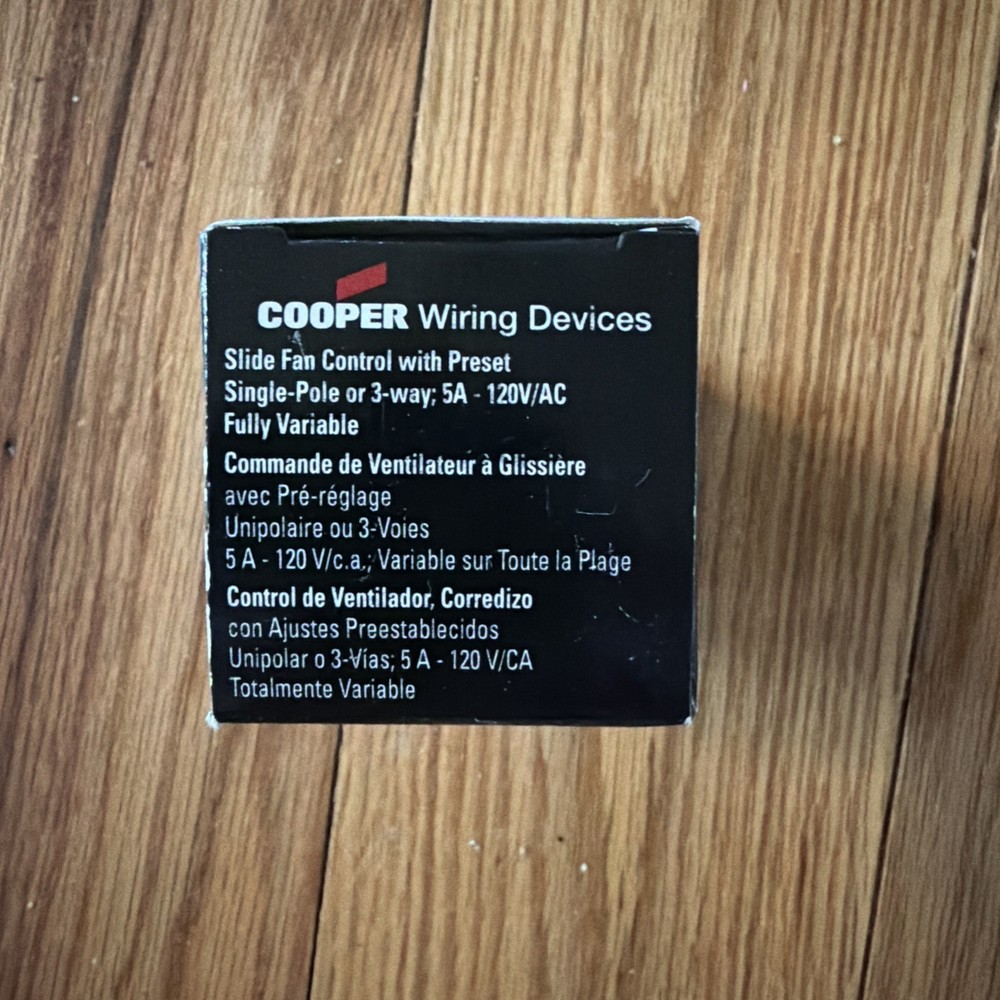 COOPER Wiring Devices
Slide Fan Control with Preset
Single-Pole or 3-way; 5A - 120V/AC
Fully Variable
Commande de Ventilateur à Glissière
avec Pré-réglage
Unipolaire ou 3-Voies
5 A - 120 V/c.a.; Variable sur Toute la Plage
Control de Ventilador, Corredizo
con Ajustes Preestablecidos
Unipolar o 3-Vías; 5 A - 120 V/CA
Totalmente Variable